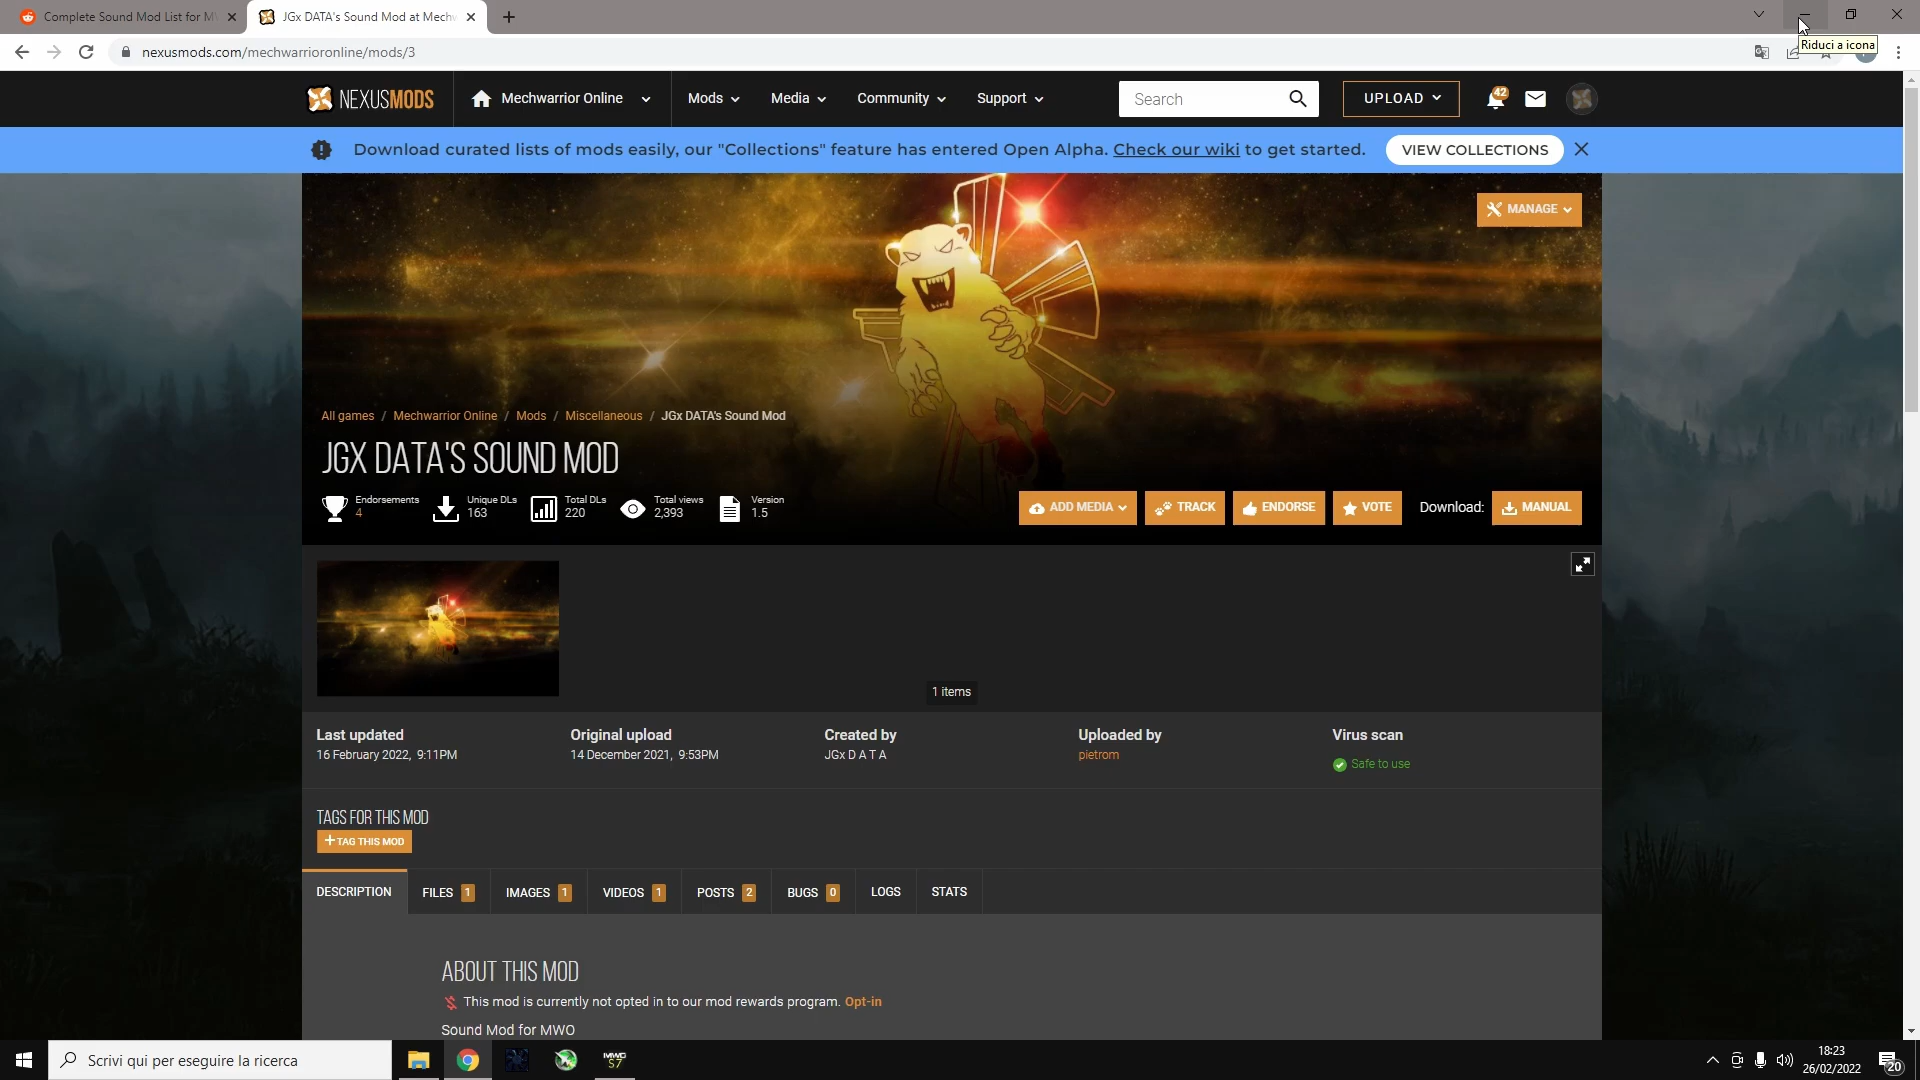 Complete Sound Mod List for M
JGx DATA's Sound Mod at Mechw
nexusmods.com/mechwarrioronline/mods/3
Riduci a icona
NEXUSMODS
Mechwarrior Online
Mods
Media
Community
Support
Search
UPLOAD
42
Download curated lists of mods easily, our "Collections" feature has entered Open Alpha. Check our wiki to get started.
VIEW COLLECTIONS
MANAGE
All games / Mechwarrior Online / Mods / Miscellaneous / JGx DATA's Sound Mod
JGX DATA'S SOUND MOD
Endorsements
4
Unique DLs
163
Total DLs
220
Total views
2,393
Version
1.5
ADD MEDIA
TRACK
ENDORSE
VOTE
Download:
MANUAL
1 items
Last updated
16 February 2022, 9:11PM
Original upload
14 December 2021, 9:53PM
Created by
JGx D A T A
Uploaded by
pietrom
Virus scan
Safe to use
TAGS FOR THIS MOD
+ TAG THIS MOD
DESCRIPTION
FILES 1
IMAGES 1
VIDEOS 1
POSTS 2
BUGS 0
LOGS
STATS
ABOUT THIS MOD
This mod is currently not opted in to our mod rewards program. Opt-in
Sound Mod for MWO
Scrivi qui per eseguire la ricerca
S7
18:23
26/02/2022
20